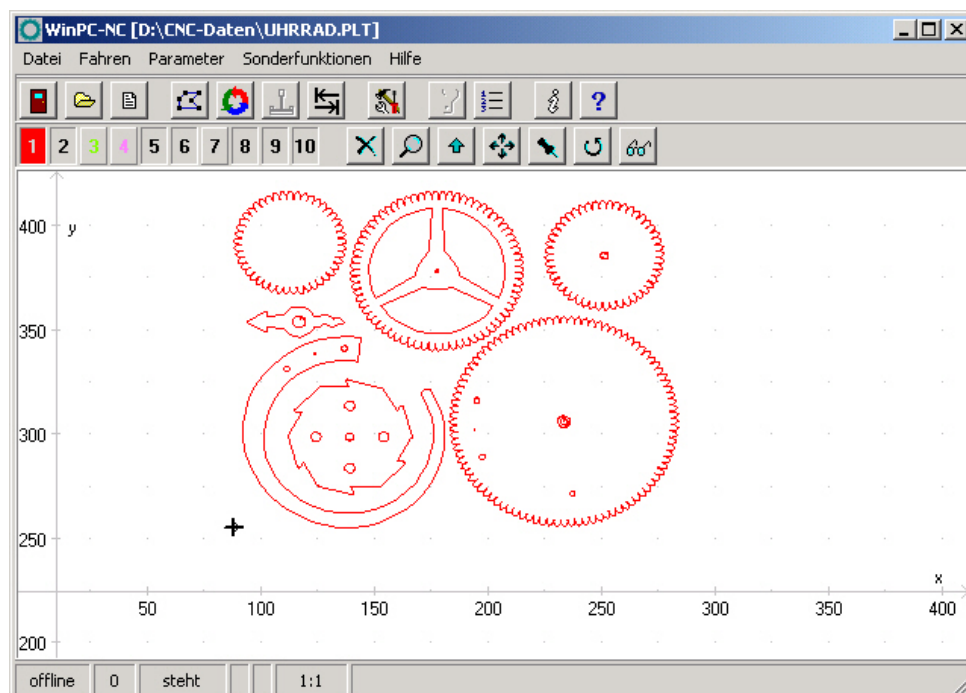 WinPC-NC [D:\CNC-Daten\UHRRAD.PLT]
Datei Fahren Parameter Sonderfunktionen Hilfe
1 2 3 4 5 6 7 8 9 10
400 y
350
300
250
x
50 100 150 200 250 300 350 400
200
offline 0 steht 1:1